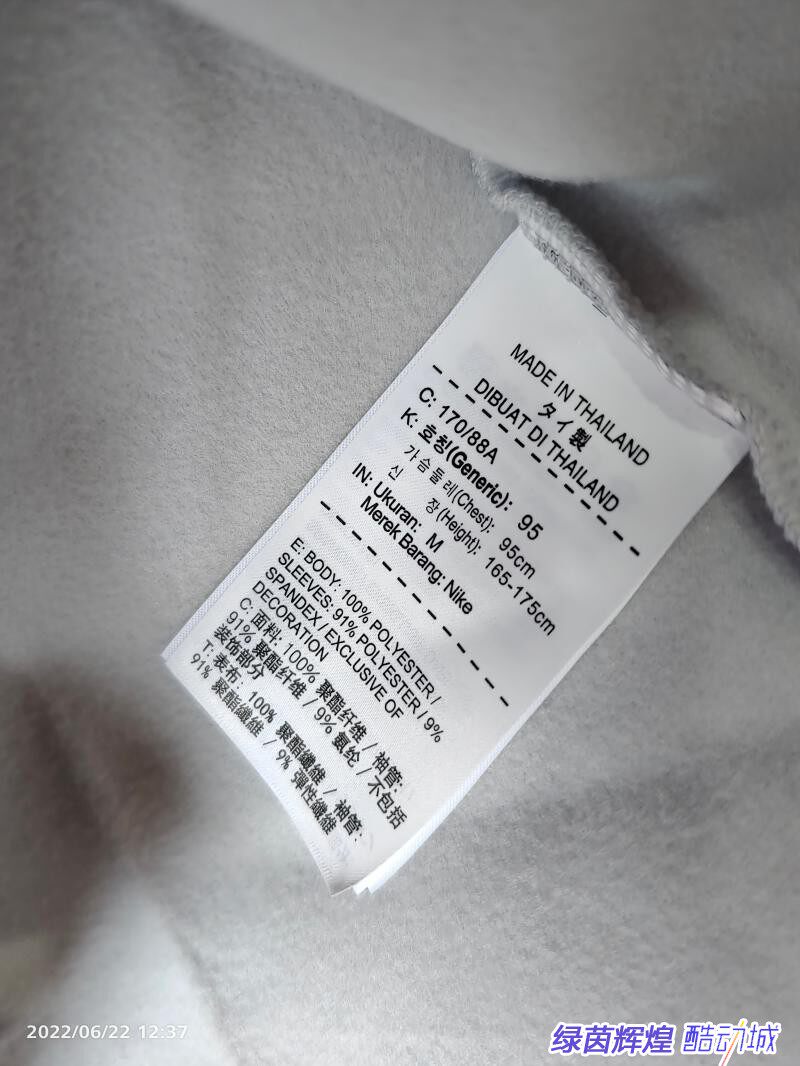 MADE IN THAILAND
タイ製
DIBUAT DI THAILAND
C: 170/88A
K: 호칭(Generic): 95
가슴둘레(Chest): 95cm
신 장(Height): 165-175cm
IN: Ukuran: M
Merek Barang: Nike
E: BODY: 100% POLYESTER /
SLEEVES: 91% POLYESTER / 9%
SPANDEX / EXCLUSIVE OF
DECORATION
C: 面料: 100% 聚酯纤维 / 袖管:
91% 聚酯纤维 / 9% 氨纶 / 不包括
装饰部分
T: 表布: 100% 聚酯纖維 / 袖管:
91% 聚酯纖維 / 9% 彈性纖維
2022/06/22 12:37
绿茵辉煌 酷动城